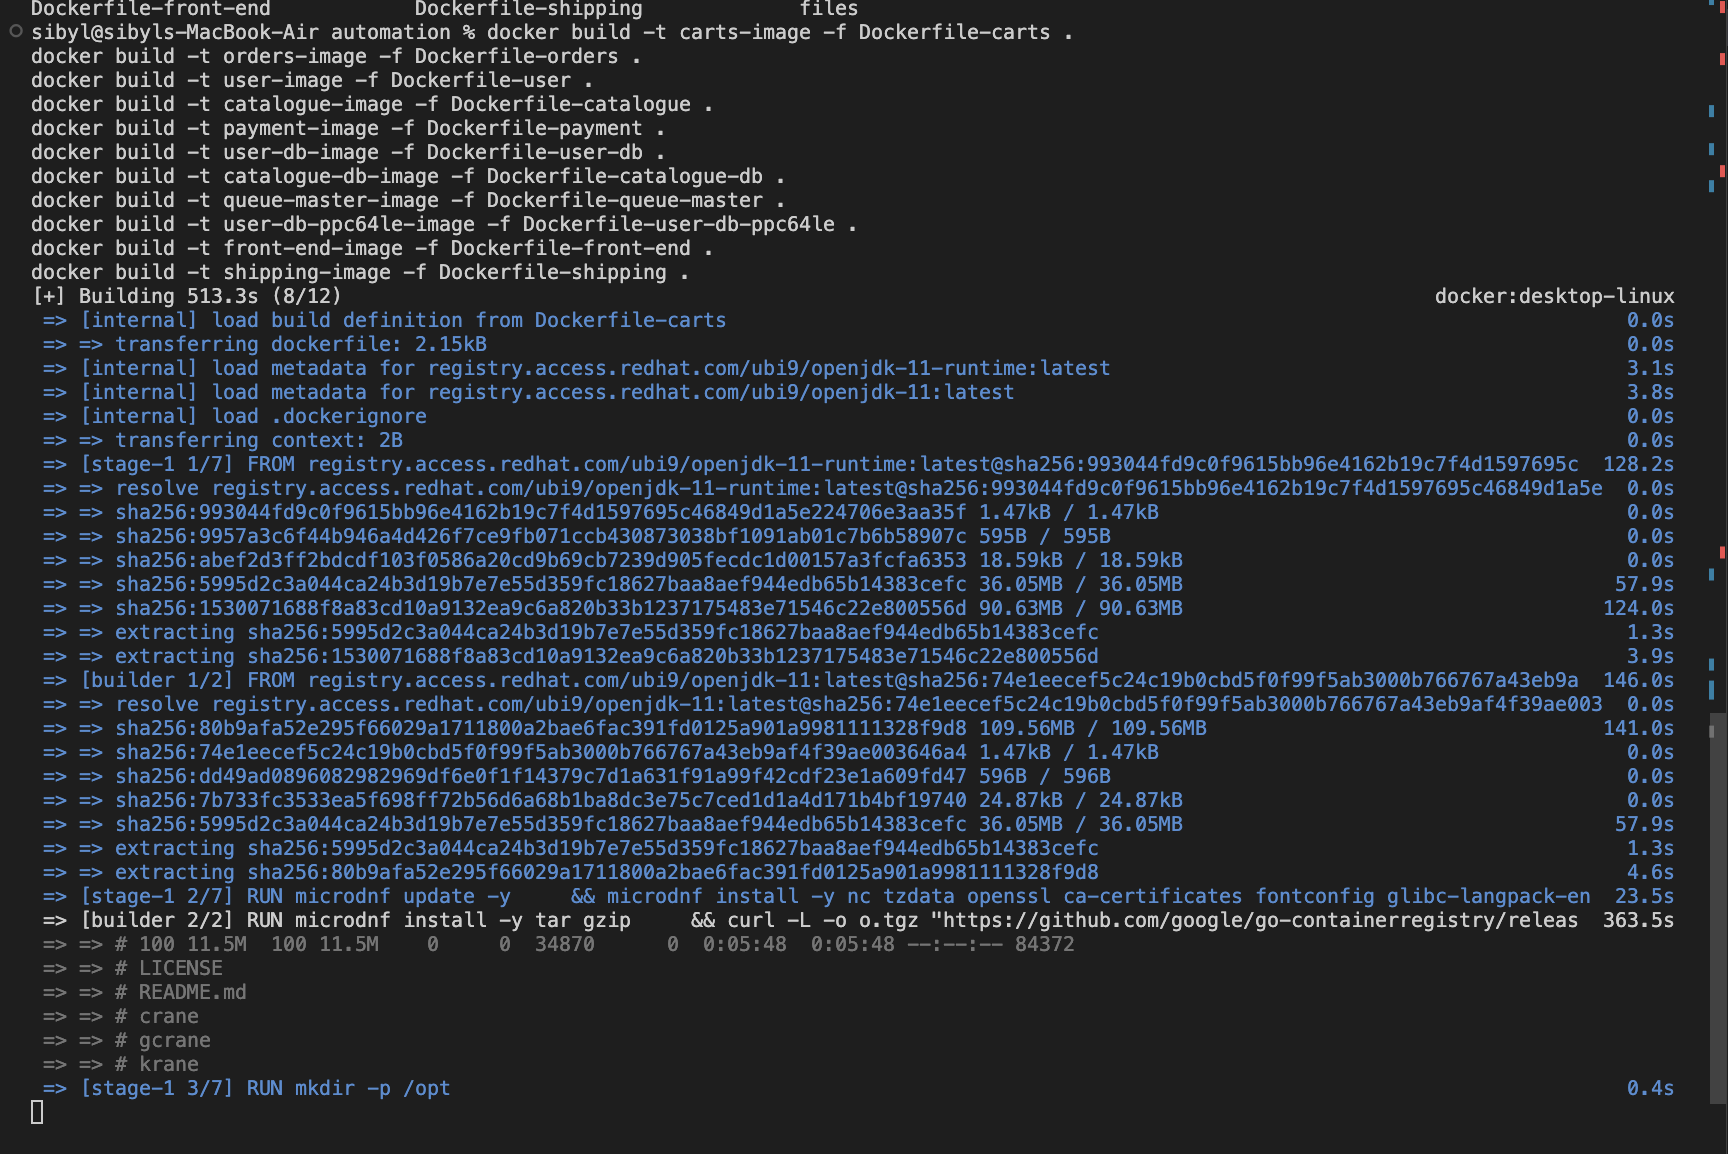 Dockerfile-front-end            Dockerfile-shipping             files
sibyl@sibyls-MacBook-Air automation % docker build -t carts-image -f Dockerfile-carts .
docker build -t orders-image -f Dockerfile-orders .
docker build -t user-image -f Dockerfile-user .
docker build -t catalogue-image -f Dockerfile-catalogue .
docker build -t payment-image -f Dockerfile-payment .
docker build -t user-db-image -f Dockerfile-user-db .
docker build -t catalogue-db-image -f Dockerfile-catalogue-db .
docker build -t queue-master-image -f Dockerfile-queue-master .
docker build -t user-db-ppc64le-image -f Dockerfile-user-db-ppc64le .
docker build -t front-end-image -f Dockerfile-front-end .
docker build -t shipping-image -f Dockerfile-shipping .
[+] Building 513.3s (8/12)                                                    docker:desktop-linux
=> [internal] load build definition from Dockerfile-carts 0.0s
=> => transferring dockerfile: 2.15kB 0.0s
=> [internal] load metadata for registry.access.redhat.com/ubi9/openjdk-11-runtime:latest 3.1s
=> [internal] load metadata for registry.access.redhat.com/ubi9/openjdk-11:latest 3.8s
=> [internal] load .dockerignore 0.0s
=> => transferring context: 2B 0.0s
=> [stage-1 1/7] FROM registry.access.redhat.com/ubi9/openjdk-11-runtime:latest@sha256:993044fd9c0f9615bb96e4162b19c7f4d1597695c 128.2s
=> => resolve registry.access.redhat.com/ubi9/openjdk-11-runtime:latest@sha256:993044fd9c0f9615bb96e4162b19c7f4d1597695c46849d1a5e 0.0s
=> => sha256:993044fd9c0f9615bb96e4162b19c7f4d1597695c46849d1a5e224706e3aa35f 1.47kB / 1.47kB 0.0s
=> => sha256:9957a3c6f44b946a4d426f7ce9fb071ccb430873038bf1091ab01c7b6b58907c 595B / 595B 0.0s
=> => sha256:abef2d3ff2bdcdf103f0586a20cd9b69cb7239d905fecdc1d00157a3fcfa6353 18.59kB / 18.59kB 0.0s
=> => sha256:5995d2c3a044ca24b3d19b7e7e55d359fc18627baa8aef944edb65b14383cefc 36.05MB / 36.05MB 57.9s
=> => sha256:1530071688f8a83cd10a9132ea9c6a820b33b1237175483e71546c22e800556d 90.63MB / 90.63MB 124.0s
=> => extracting sha256:5995d2c3a044ca24b3d19b7e7e55d359fc18627baa8aef944edb65b14383cefc 1.3s
=> => extracting sha256:1530071688f8a83cd10a9132ea9c6a820b33b1237175483e71546c22e800556d 3.9s
=> [builder 1/2] FROM registry.access.redhat.com/ubi9/openjdk-11:latest@sha256:74e1eecef5c24c19b0cbd5f0f99f5ab3000b766767a43eb9a 146.0s
=> => resolve registry.access.redhat.com/ubi9/openjdk-11:latest@sha256:74e1eecef5c24c19b0cbd5f0f99f5ab3000b766767a43eb9af4f39ae003 0.0s
=> => sha256:80b9afa52e295f66029a1711800a2bae6fac391fd0125a901a9981111328f9d8 109.56MB / 109.56MB 141.0s
=> => sha256:74e1eecef5c24c19b0cbd5f0f99f5ab3000b766767a43eb9af4f39ae003646a4 1.47kB / 1.47kB 0.0s
=> => sha256:dd49ad0896082982969df6e0f1f14379c7d1a631f91a99f42cdf23e1a609fd47 596B / 596B 0.0s
=> => sha256:7b733fc3533ea5f698ff72b56d6a68b1ba8dc3e75c7ced1d1a4d171b4bf19740 24.87kB / 24.87kB 0.0s
=> => sha256:5995d2c3a044ca24b3d19b7e7e55d359fc18627baa8aef944edb65b14383cefc 36.05MB / 36.05MB 57.9s
=> => extracting sha256:5995d2c3a044ca24b3d19b7e7e55d359fc18627baa8aef944edb65b14383cefc 1.3s
=> => extracting sha256:80b9afa52e295f66029a1711800a2bae6fac391fd0125a901a9981111328f9d8 4.6s
=> [stage-1 2/7] RUN microdnf update -y     && microdnf install -y nc tzdata openssl ca-certificates fontconfig glibc-langpack-en 23.5s
=> [builder 2/2] RUN microdnf install -y tar gzip     && curl -L -o o.tgz "https://github.com/google/go-containerregistry/releas 363.5s
=> => # 100 11.5M  100 11.5M    0     0  34870      0  0:05:48  0:05:48 --:--:-- 84372
=> => # LICENSE
=> => # README.md
=> => # crane
=> => # gcrane
=> => # krane
=> [stage-1 3/7] RUN mkdir -p /opt 0.4s